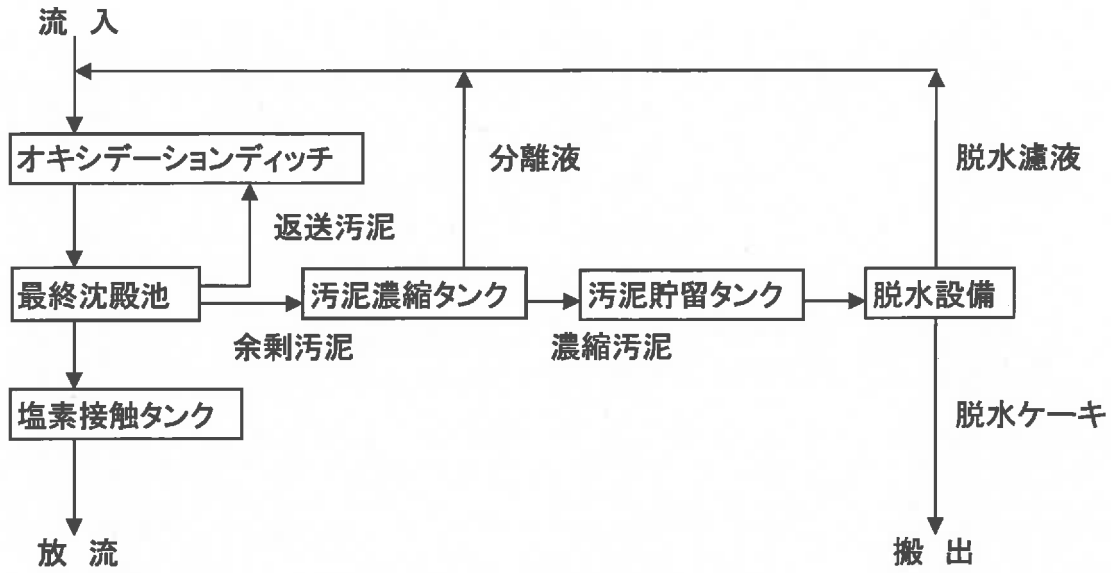 流 入
オキシデーションディッチ
分離液
脱水濾液
返送汚泥
最終沈殿池
汚泥濃縮タンク
汚泥貯留タンク
脱水設備
余剰汚泥
濃縮汚泥
塩素接触タンク
脱水ケーキ
放 流
搬 出